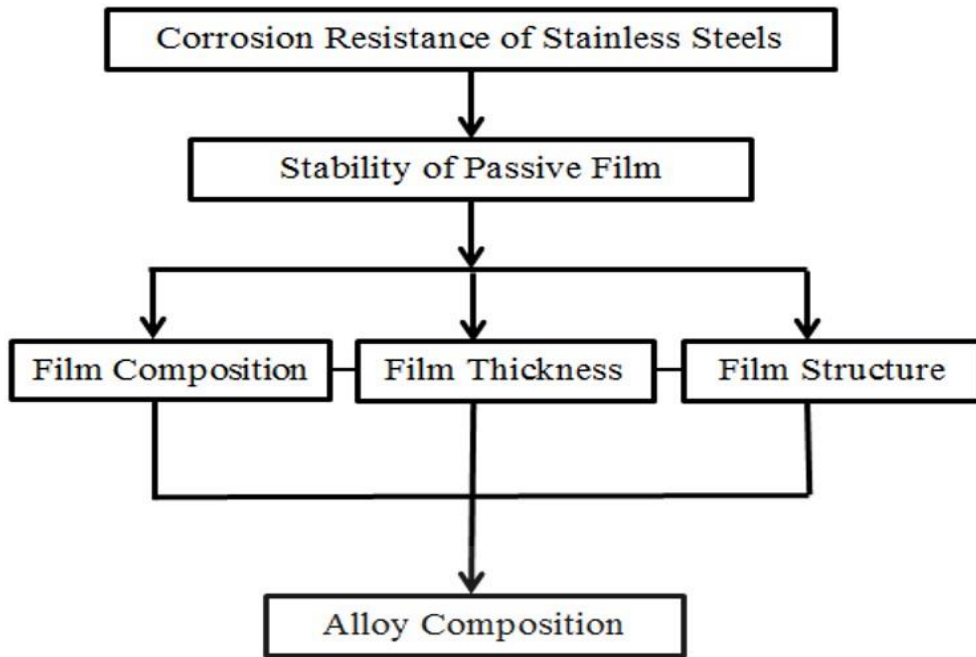 Corrosion Resistance of Stainless Steels
Stability of Passive Film
Film Composition
Film Thickness
Film Structure
Alloy Composition